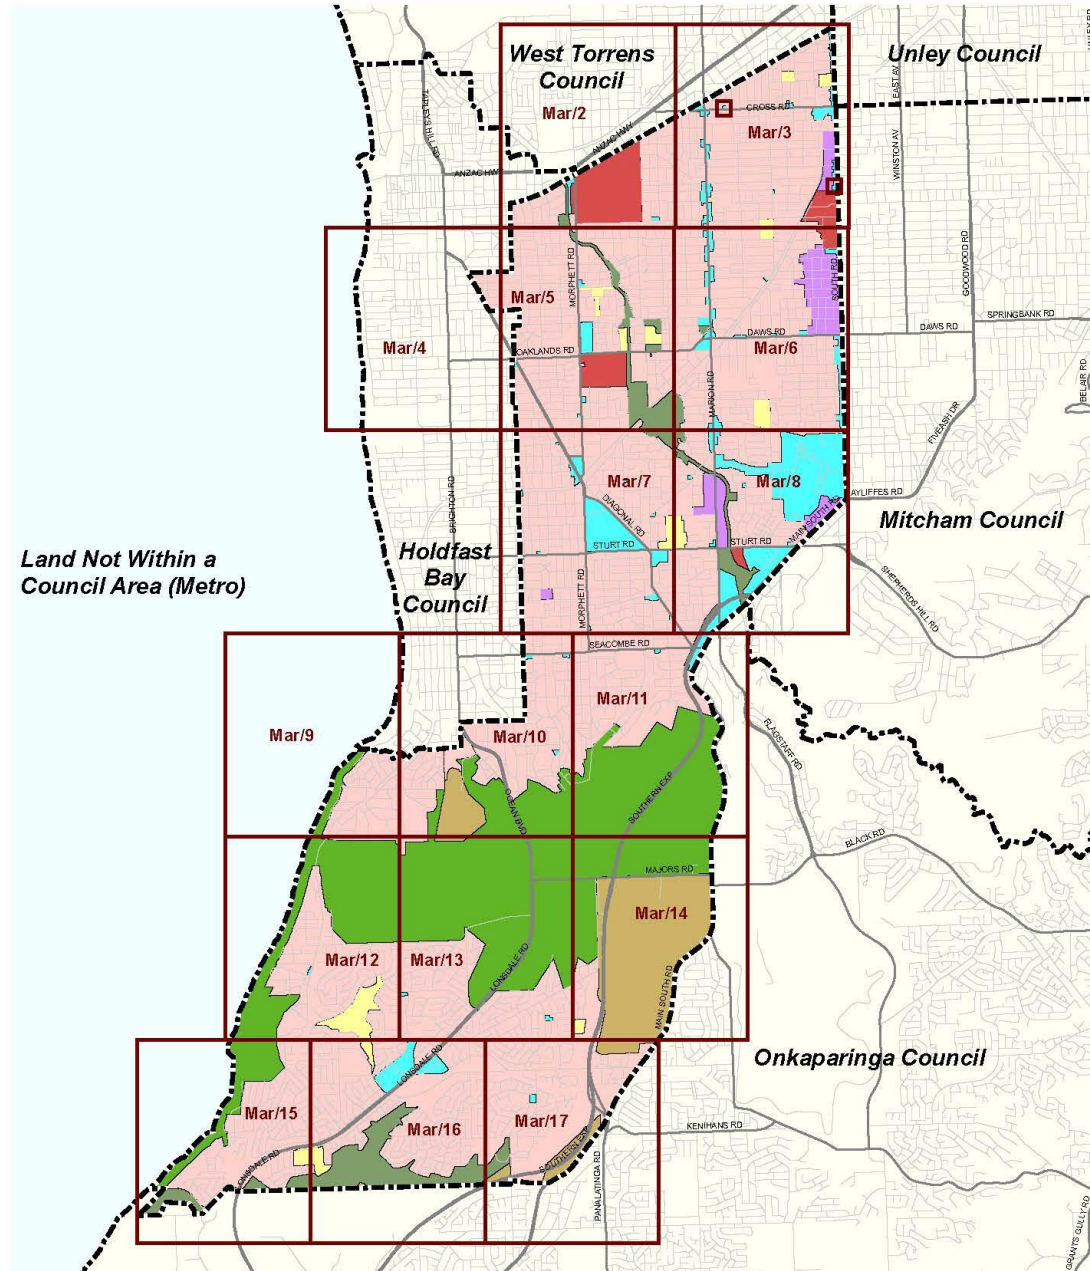 West Torrens
Council
Unley Council
Mar/2
CROSS RD
Mar/3
EAST AV
WINSTON AV
TAPLEYS HILL RD
ANZAC HWY
ANZAC HWY
GOODWOOD RD
MORPHETT RD
SOUTH RD
Mar/5
SPRINGBANK RD
DAWS RD
DAWS RD
Mar/4
OAKLANDS RD
Mar/6
BELAIR RD
MARION RD
FIVEASH DR
Mar/7
Mar/8
BRIGHTON RD
DIAGONAL RD
AYLIFFES RD
MAIN SOUTH RD
Mitcham Council
STURT RD
STURT RD
Land Not Within a
Council Area (Metro)
Holdfast
Bay
Council
SHEPHERDS HILL RD
MORPHETT RD
SEACOMBE RD
Mar/11
Mar/9
Mar/10
FLAGSTAFF RD
OCEAN BVD
SOUTHERN EXP
BLACK RD
MAJORS RD
Mar/14
Mar/12
Mar/13
LONSDALE RD
MAIN SOUTH RD
Onkaparinga Council
LONSDALE RD
Mar/15
Mar/16
Mar/17
KENIHANS RD
LONSDALE RD
SOUTHERN EXP
PANALATINGA RD
GRANTS GULLY RD